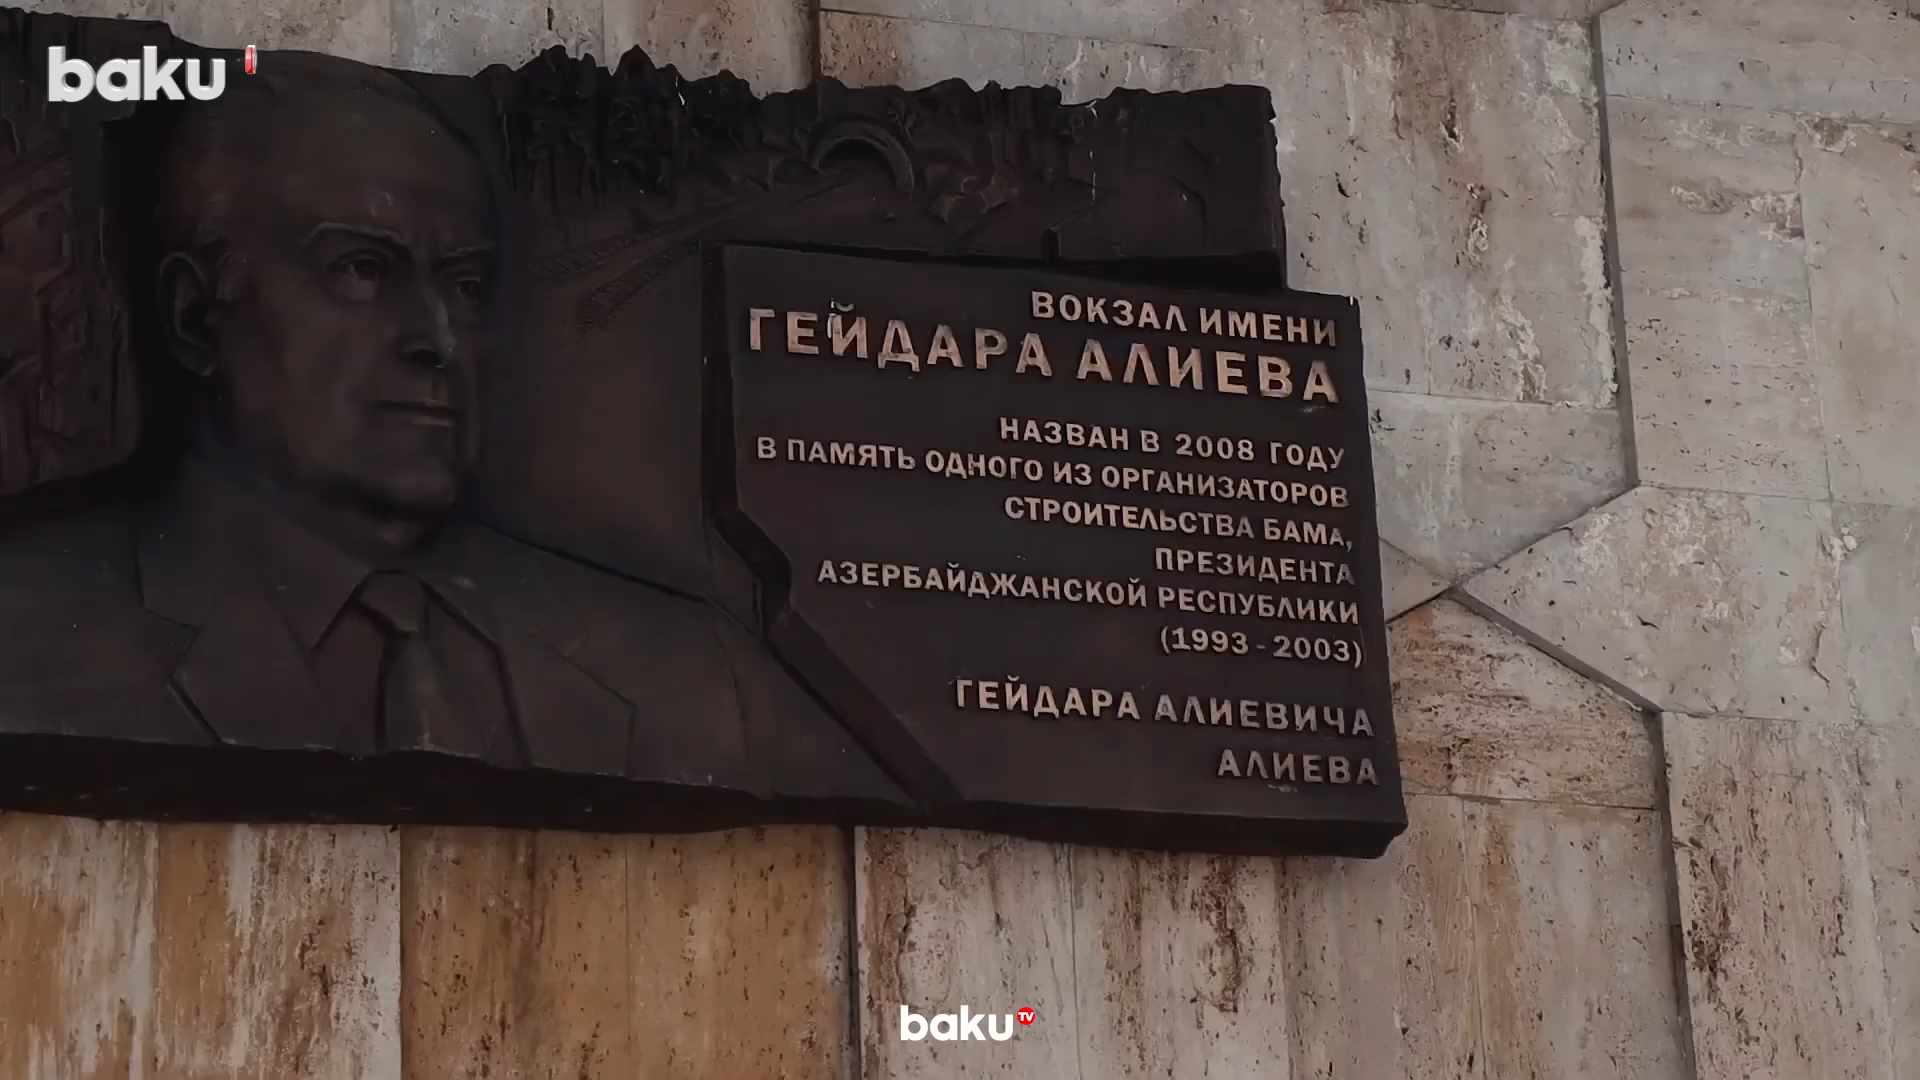 baku
ВОКЗАЛ ИМЕНИ
ГЕЙДАРА АЛИЕВА
НАЗВАН В 2008 ГОДУ
В ПАМЯТЬ ОДНОГО ИЗ ОРГАНИЗАТОРОВ
СТРОИТЕЛЬСТВА БАМА,
ПРЕЗИДЕНТА
АЗЕРБАЙДЖАНСКОЙ РЕСПУБЛИКИ
(1993 - 2003)
ГЕЙДАРА АЛИЕВИЧА
АЛИЕВА
baku TV